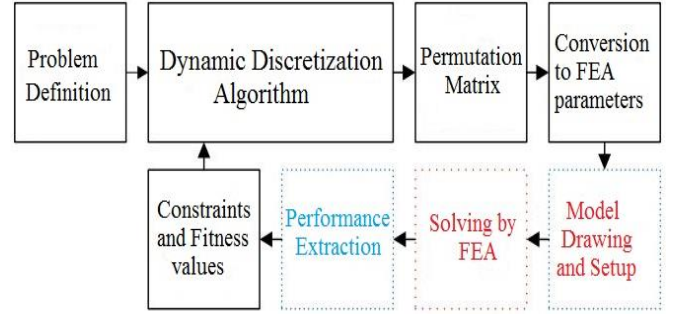 Problem
Definition
Dynamic Discretization
Algorithm
Permutation
Matrix
Conversion
to FEA
parameters
Model
Drawing
and Setup
Solving by
FEA
Performance
Extraction
Constraints
and Fitness
values